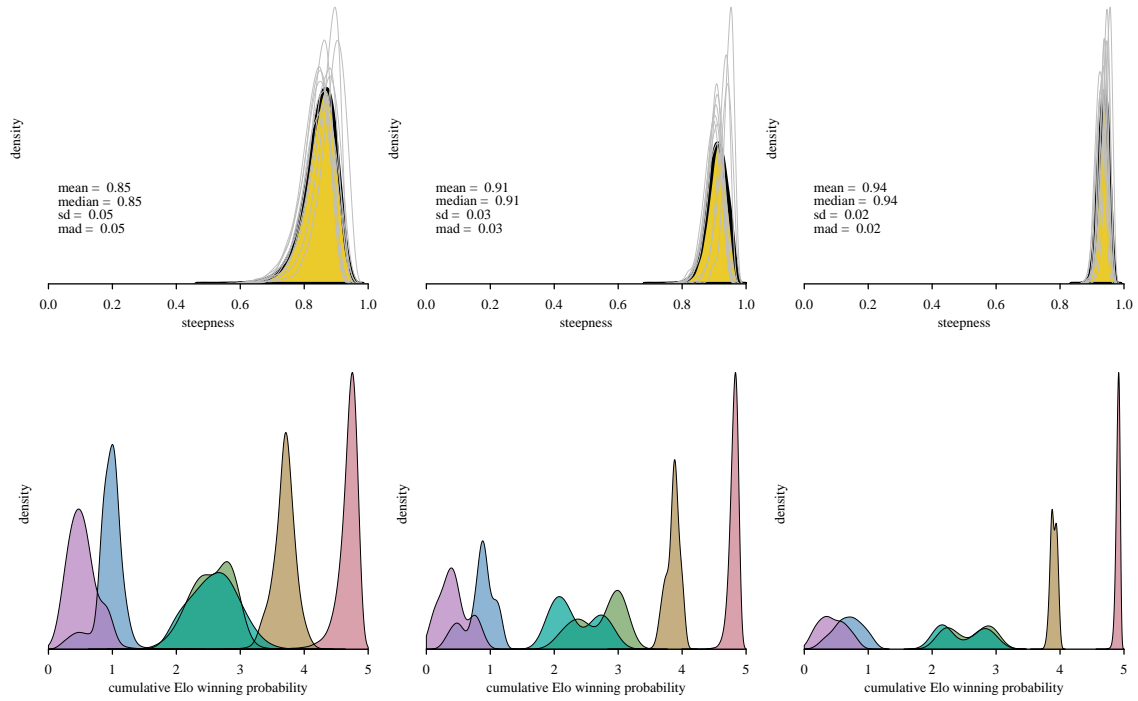 density
mean = 0.85
median = 0.85
sd = 0.05
mad = 0.05
0.0 0.2 0.4 0.6 0.8 1.0
steepness
density
mean = 0.91
median = 0.91
sd = 0.03
mad = 0.03
0.0 0.2 0.4 0.6 0.8 1.0
steepness
density
mean = 0.94
median = 0.94
sd = 0.02
mad = 0.02
0.0 0.2 0.4 0.6 0.8 1.0
steepness
density
0 1 2 3 4 5
cumulative Elo winning probability
density
0 1 2 3 4 5
cumulative Elo winning probability
density
0 1 2 3 4 5
cumulative Elo winning probability